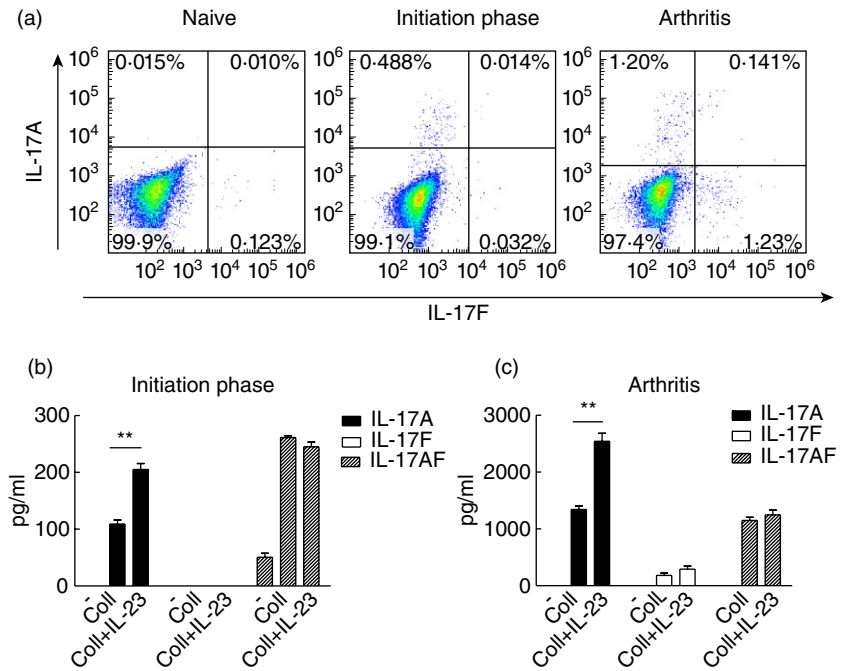 (a)
Naive
Initiation phase
Arthritis
IL-17A
10⁶
10⁵
10⁴
10³
10²
0·015%
0·010%
99·9%
0·123%
10² 10³ 10⁴ 10⁵ 10⁶
10⁶
10⁵
10⁴
10³
10²
0·488%
0·014%
99·1%
0·032%
10² 10³ 10⁴ 10⁵ 10⁶
10⁶
10⁵
10⁴
10³
10²
1·20%
0·141%
97·4%
1·23%
10² 10³ 10⁴ 10⁵ 10⁶
IL-17F
(b)
Initiation phase
pg/ml
300
200
100
0
**
IL-17A
IL-17F
IL-17AF
-
Coll
Coll+IL-23
-
Coll
Coll+IL-23
-
Coll
Coll+IL-23
(c)
Arthritis
pg/ml
3000
2000
1000
0
**
IL-17A
IL-17F
IL-17AF
-
Coll
Coll+IL-23
-
ColL
Coll+IL-23
-
Coll
Coll+IL-23